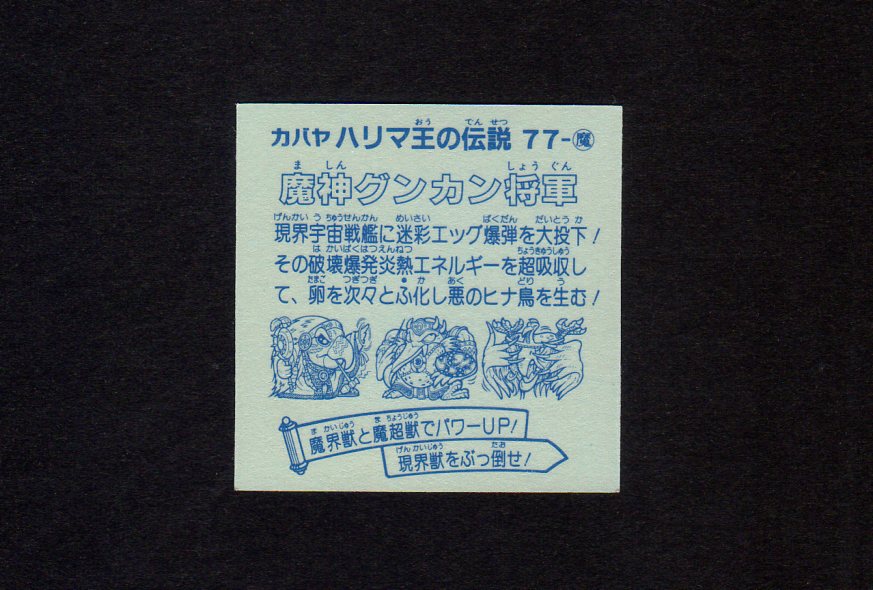 カバヤ ハリマ王の伝説 77-魔
魔神グンカン将軍
現界宇宙戦艦に迷彩エッグ爆弾を大投下！
その破壊爆発炎熱エネルギーを超吸収し
て、卵を次々とふ化し悪のヒナ鳥を生む！
魔界獣と魔超獣でパワーUP！
現界獣をぶっ倒せ！